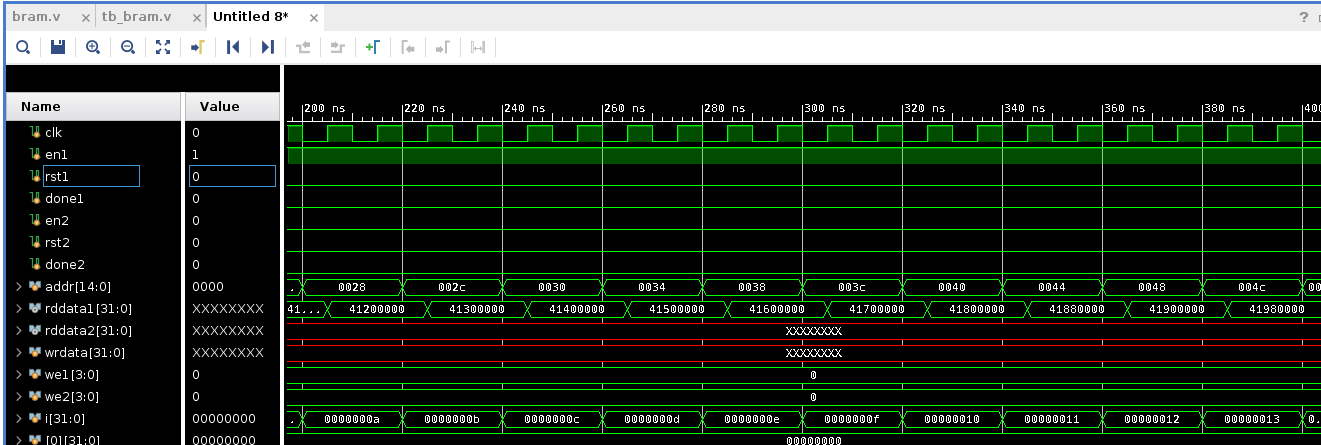 bram.v × tb_bram.v × Untitled 8* × ?
Name Value
200 ns 220 ns 240 ns 260 ns 280 ns 300 ns 320 ns 340 ns 360 ns 380 ns 400
clk 0
en1 1
rst1 0
done1 0
en2 0
rst2 0
done2 0
addr[14:0] 0000 . 0028 002c 0030 0034 0038 003c 0040 0044 0048 004c 00
rddata1[31:0] XXXXXXXX 41... 41200000 41300000 41400000 41500000 41600000 41700000 41800000 41880000 41900000 41980000
rddata2[31:0] XXXXXXXX XXXXXXXX
wrdata[31:0] XXXXXXXX XXXXXXXX
we1[3:0] 0 0
we2[3:0] 0 0
i[31:0] 00000000 . 0000000a 0000000b 0000000c 0000000d 0000000e 0000000f 00000010 00000011 00000012 00000013 0.
[0][31:0] 00000000 00000000